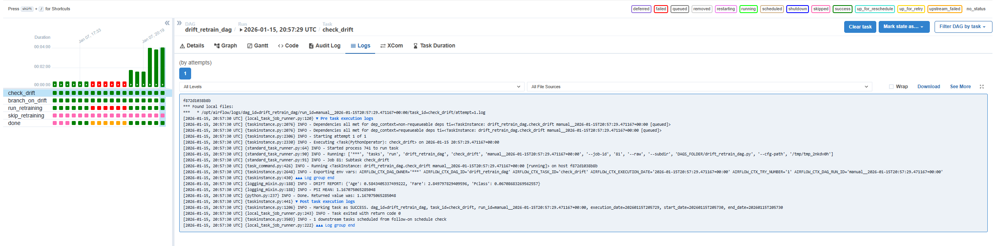 Press shift + / for Shortcuts
deferred failed queued removed restarting running scheduled shutdown skipped success up_for_reschedule up_for_retry upstream_failed no_status
DAG
drift_retrain_dag
/
Run
2026-01-15, 20:57:29 UTC
/
Task
check_drift
Clear task
Mark state as...
Filter DAG by task
Jan 07, 17:33
Jan 07, 20:19
Duration
00:04:00
00:02:00
00:00:00
check_drift
branch_on_drift
run_retraining
skip_retraining
done
Details Graph Gantt Code Audit Log Logs XCom Task Duration
(by attempts)
1
All Levels
All File Sources
Wrap
Download
See More
f872d1038b8b
*** Found local files:
***   * /opt/airflow/logs/dag_id=drift_retrain_dag/run_id=manual__2026-01-15T20:57:29.471167+00:00/task_id=check_drift/attempt=1.log
[2026-01-15, 20:57:30 UTC] {local_task_job_runner.py:120} ▼ Pre task execution logs
[2026-01-15, 20:57:30 UTC] {taskinstance.py:2076} INFO - Dependencies all met for dep_context=non-requeueable deps ti=<TaskInstance: drift_retrain_dag.check_drift manual__2026-01-15T20:57:29.471167+00:00 [queued]>
[2026-01-15, 20:57:30 UTC] {taskinstance.py:2076} INFO - Dependencies all met for dep_context=requeueable deps ti=<TaskInstance: drift_retrain_dag.check_drift manual__2026-01-15T20:57:29.471167+00:00 [queued]>
[2026-01-15, 20:57:30 UTC] {taskinstance.py:2306} INFO - Starting attempt 1 of 1
[2026-01-15, 20:57:30 UTC] {taskinstance.py:2330} INFO - Executing <Task(PythonOperator): check_drift> on 2026-01-15 20:57:29.471167+00:00
[2026-01-15, 20:57:30 UTC] {standard_task_runner.py:64} INFO - Started process 741 to run task
[2026-01-15, 20:57:30 UTC] {standard_task_runner.py:90} INFO - Running: ['***', 'tasks', 'run', 'drift_retrain_dag', 'check_drift', 'manual__2026-01-15T20:57:29.471167+00:00', '--job-id', '81', '--raw', '--subdir', 'DAGS_FOLDER/drift_retrain_dag.py', '--cfg-path', '/tmp/tmp_2nkdv0h']
[2026-01-15, 20:57:30 UTC] {standard_task_runner.py:91} INFO - Job 81: Subtask check_drift
[2026-01-15, 20:57:30 UTC] {task_command.py:426} INFO - Running <TaskInstance: drift_retrain_dag.check_drift manual__2026-01-15T20:57:29.471167+00:00 [running]> on host f872d1038b8b
[2026-01-15, 20:57:30 UTC] {taskinstance.py:2648} INFO - Exporting env vars: AIRFLOW_CTX_DAG_OWNER='***' AIRFLOW_CTX_DAG_ID='drift_retrain_dag' AIRFLOW_CTX_TASK_ID='check_drift' AIRFLOW_CTX_EXECUTION_DATE='2026-01-15T20:57:29.471167+00:00' AIRFLOW_CTX_TRY_NUMBER='1' AIRFLOW_CTX_DAG_RUN_ID='manual__2026-01-15T20:57:29.471167+00:00'
[2026-01-15, 20:57:30 UTC] {taskinstance.py:430} ▲▲▲ Log group end
[2026-01-15, 20:57:30 UTC] {logging_mixin.py:188} INFO - DRIFT REPORT: {'Age': 0.5843405337499222, 'Fare': 2.849797829409596, 'Pclass': 0.06708683269562557}
[2026-01-15, 20:57:30 UTC] {logging_mixin.py:188} INFO - PSI MEAN: 1.167075065285048
[2026-01-15, 20:57:30 UTC] {python.py:237} INFO - Done. Returned value was: 1.167075065285048
[2026-01-15, 20:57:30 UTC] {taskinstance.py:441} ▼ Post task execution logs
[2026-01-15, 20:57:30 UTC] {taskinstance.py:1206} INFO - Marking task as SUCCESS. dag_id=drift_retrain_dag, task_id=check_drift, run_id=manual__2026-01-15T20:57:29.471167+00:00, execution_date=20260115T205729, start_date=20260115T205730, end_date=20260115T205730
[2026-01-15, 20:57:30 UTC] {local_task_job_runner.py:243} INFO - Task exited with return code 0
[2026-01-15, 20:57:30 UTC] {taskinstance.py:3503} INFO - 1 downstream tasks scheduled from follow-on schedule check
[2026-01-15, 20:57:30 UTC] {local_task_job_runner.py:222} ▲▲▲ Log group end